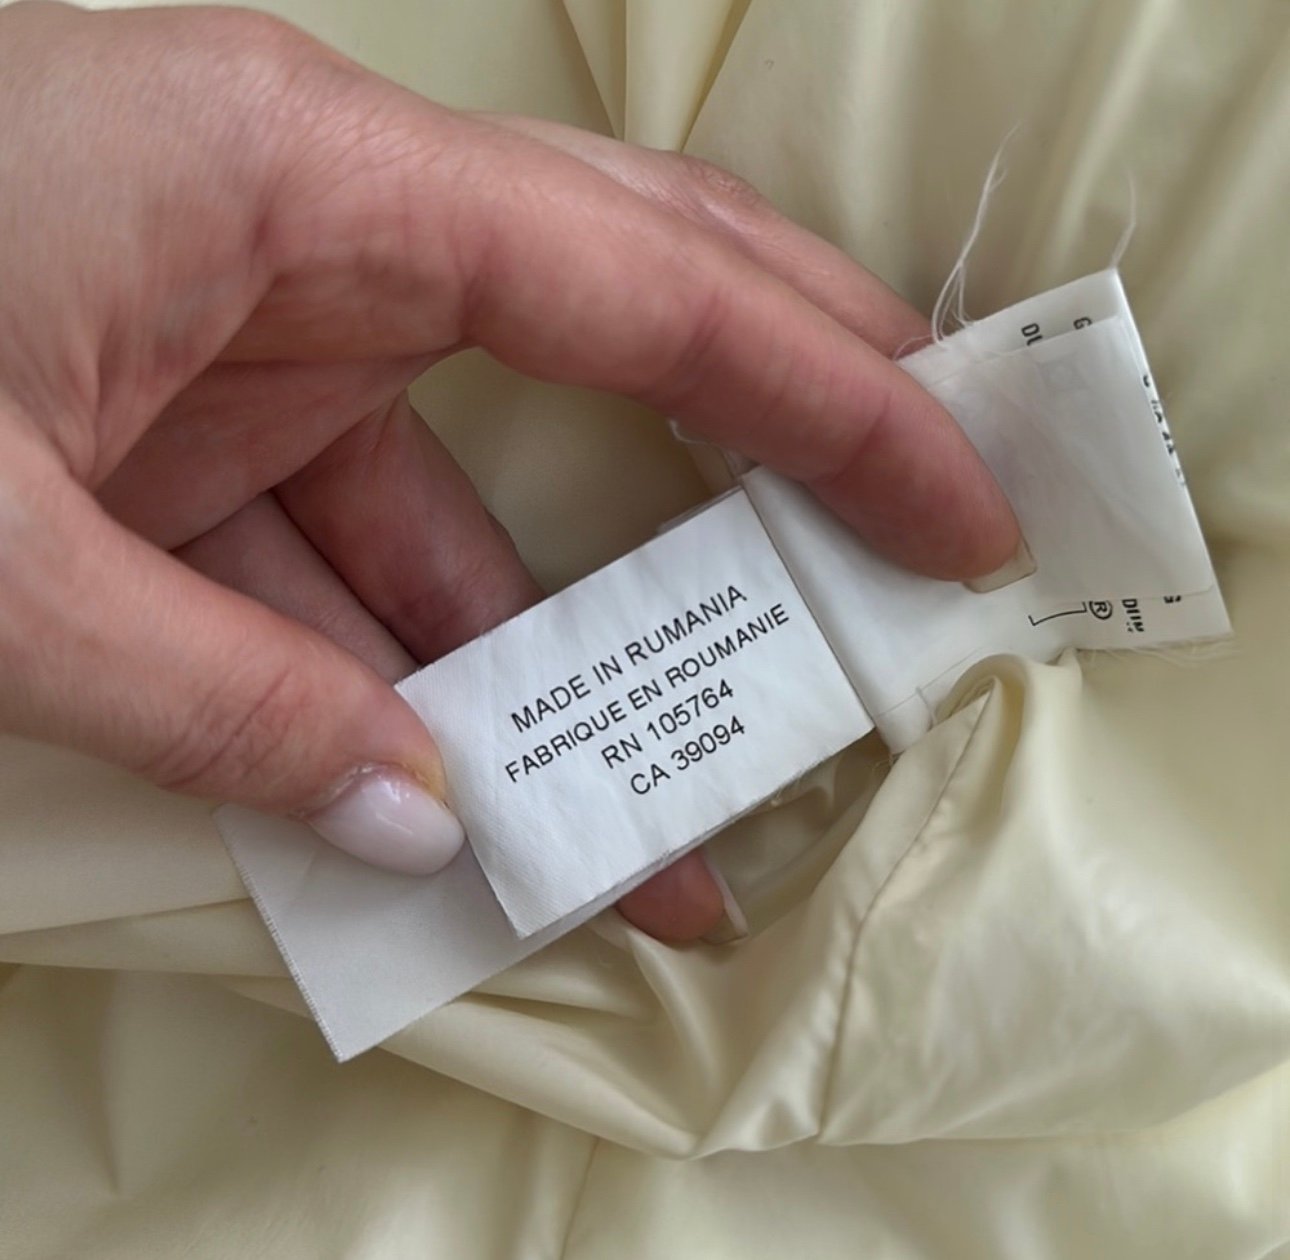 MADE IN RUMANIA
FABRIQUE EN ROUMANIE
RN 105764
CA 39094
®